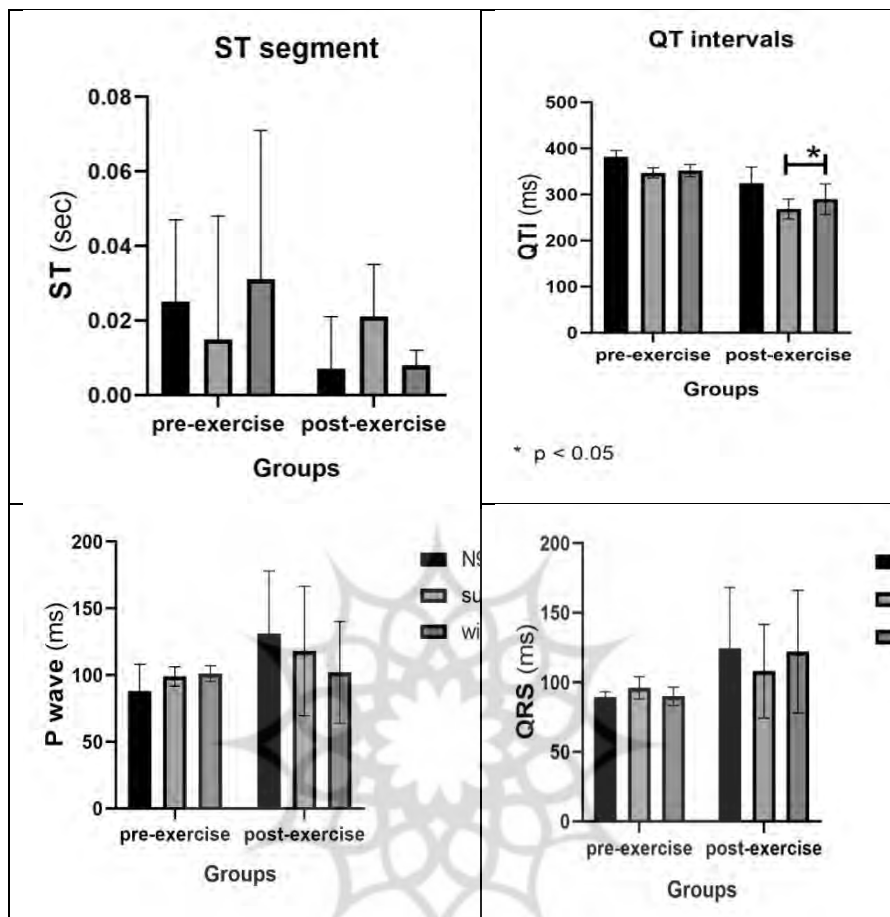 ST segment
0.08
0.06
0.04
0.02
0.00
ST (sec)
pre-exercise post-exercise
Groups
QT intervals
500
400
300
200
100
0
QTI (ms)
*
pre-exercise post-exercise
Groups
* p < 0.05
200
150
100
50
0
P wave (ms)
pre-exercise post-exercise
Groups
200
150
100
50
0
QRS (ms)
pre-exercise post-exercise
Groups